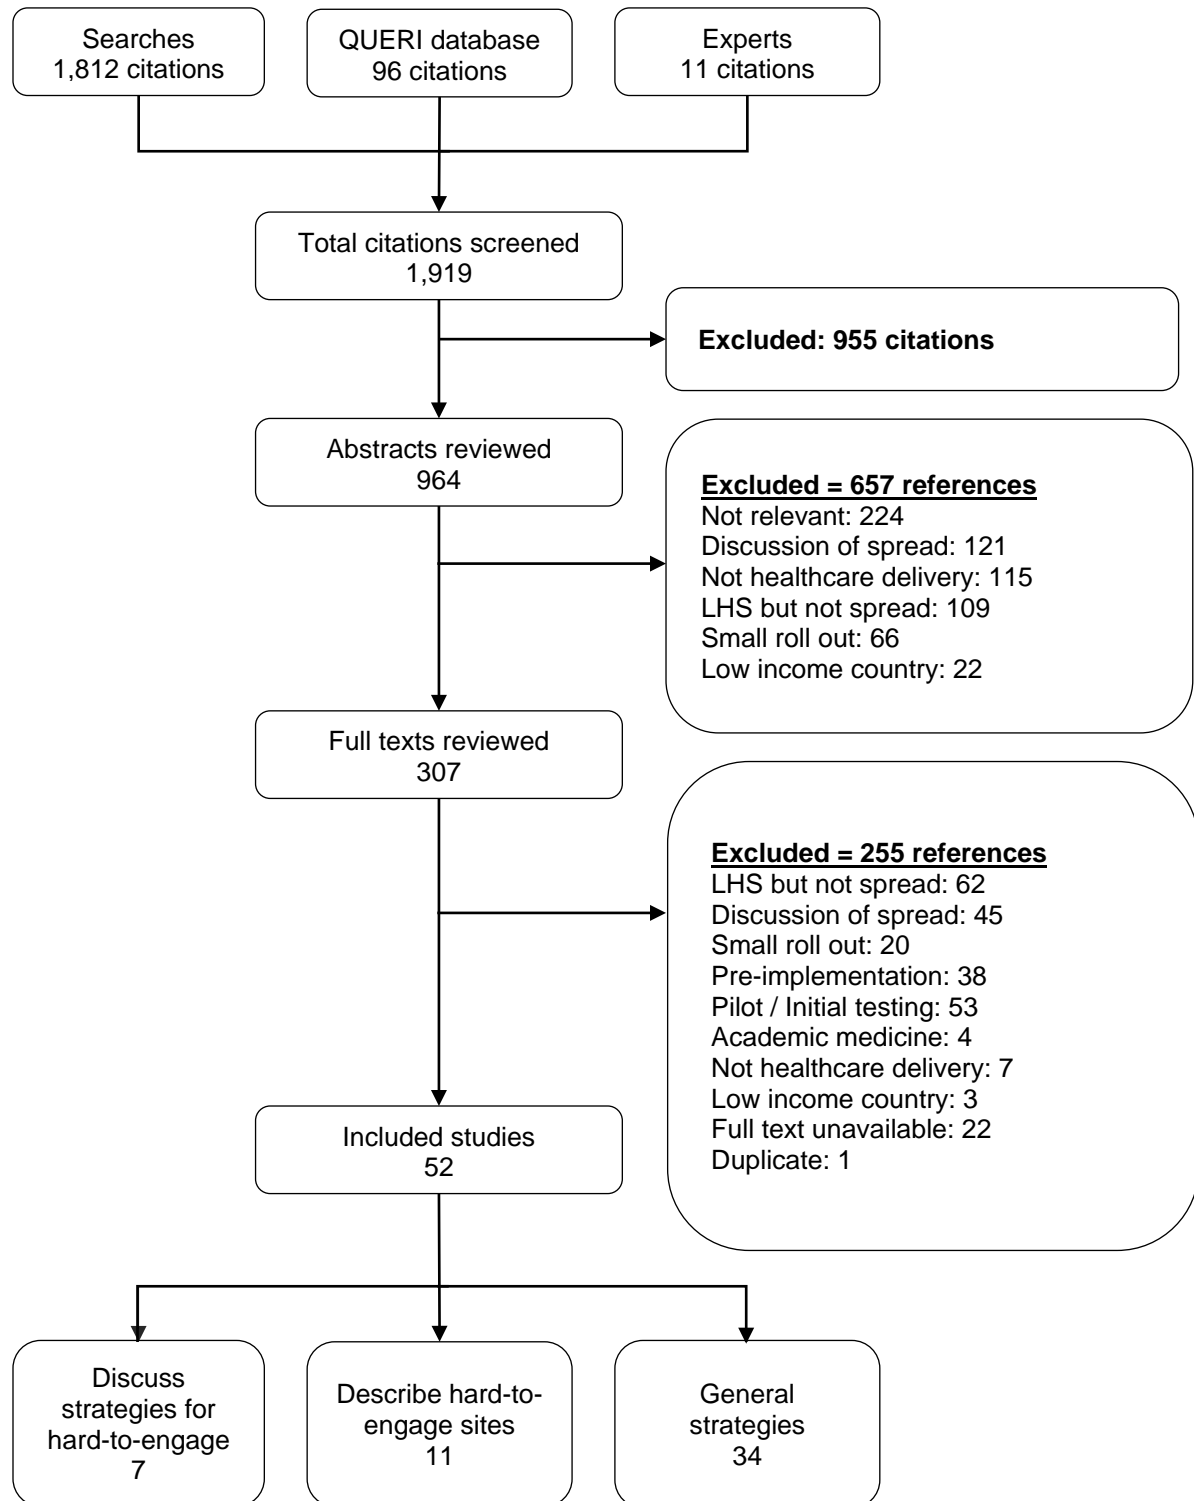 Searches
1,812 citations
QUERI database
96 citations
Experts
11 citations
Total citations screened
1,919
Excluded: 955 citations
Abstracts reviewed
964
Excluded = 657 references
Not relevant: 224
Discussion of spread: 121
Not healthcare delivery: 115
LHS but not spread: 109
Small roll out: 66
Low income country: 22
Full texts reviewed
307
Excluded = 255 references
LHS but not spread: 62
Discussion of spread: 45
Small roll out: 20
Pre-implementation: 38
Pilot / Initial testing: 53
Academic medicine: 4
Not healthcare delivery: 7
Low income country: 3
Full text unavailable: 22
Duplicate: 1
Included studies
52
Discuss
strategies for
hard-to-engage
7
Describe hard-to-
engage sites
11
General
strategies
34